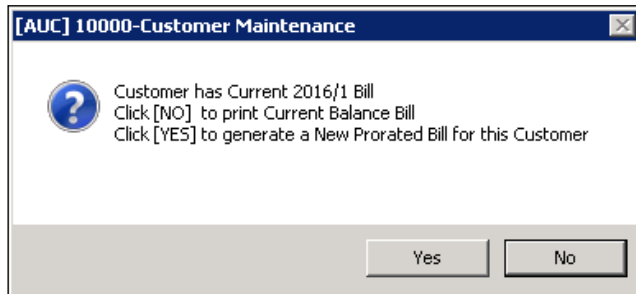 [AUC] 10000-Customer Maintenance
Customer has Current 2016/1 Bill
Click [NO] to print Current Balance Bill
Click [YES] to generate a New Prorated Bill for this Customer
Yes No